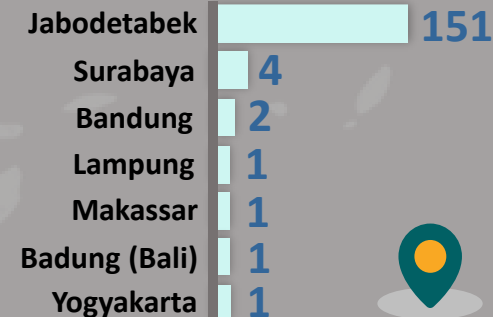 Jabodetabek 151
Surabaya 4
Bandung 2
Lampung 1
Makassar 1
Badung (Bali) 1
Yogyakarta 1